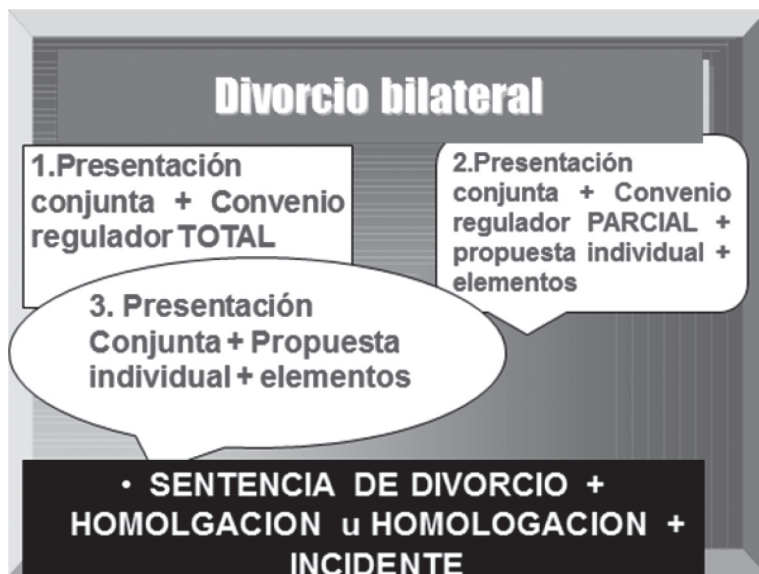 Divorcio bilateral
1.Presentación
conjunta + Convenio
regulador TOTAL
2.Presentación
conjunta + Convenio
regulador PARCIAL +
propuesta individual +
elementos
3. Presentación
Conjunta + Propuesta
individual + elementos
• SENTENCIA DE DIVORCIO +
HOMOLGACION u HOMOLOGACION +
INCIDENTE